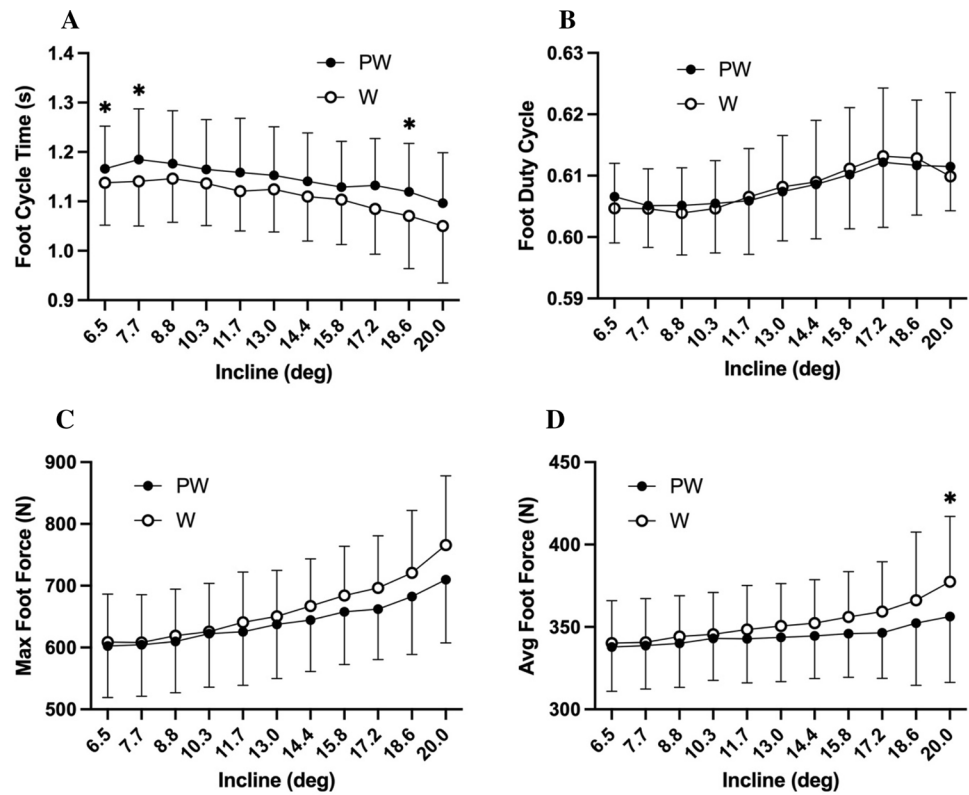 A
Foot Cycle Time (s)
1.4
1.3
1.2
1.1
1.0
0.9
PW
W
* * *
6.5 7.7 8.8 10.3 11.7 13.0 14.4 15.8 17.2 18.6 20.0
Incline (deg)
B
Foot Duty Cycle
0.63
0.62
0.61
0.60
0.59
PW
W
6.5 7.7 8.8 10.3 11.7 13.0 14.4 15.8 17.2 18.6 20.0
Incline (deg)
C
Max Foot Force (N)
900
800
700
600
500
PW
W
6.5 7.7 8.8 10.3 11.7 13.0 14.4 15.8 17.2 18.6 20.0
Incline (deg)
D
Avg Foot Force (N)
450
400
350
300
PW
W
*
6.5 7.7 8.8 10.3 11.7 13.0 14.4 15.8 17.2 18.6 20.0
Incline (deg)